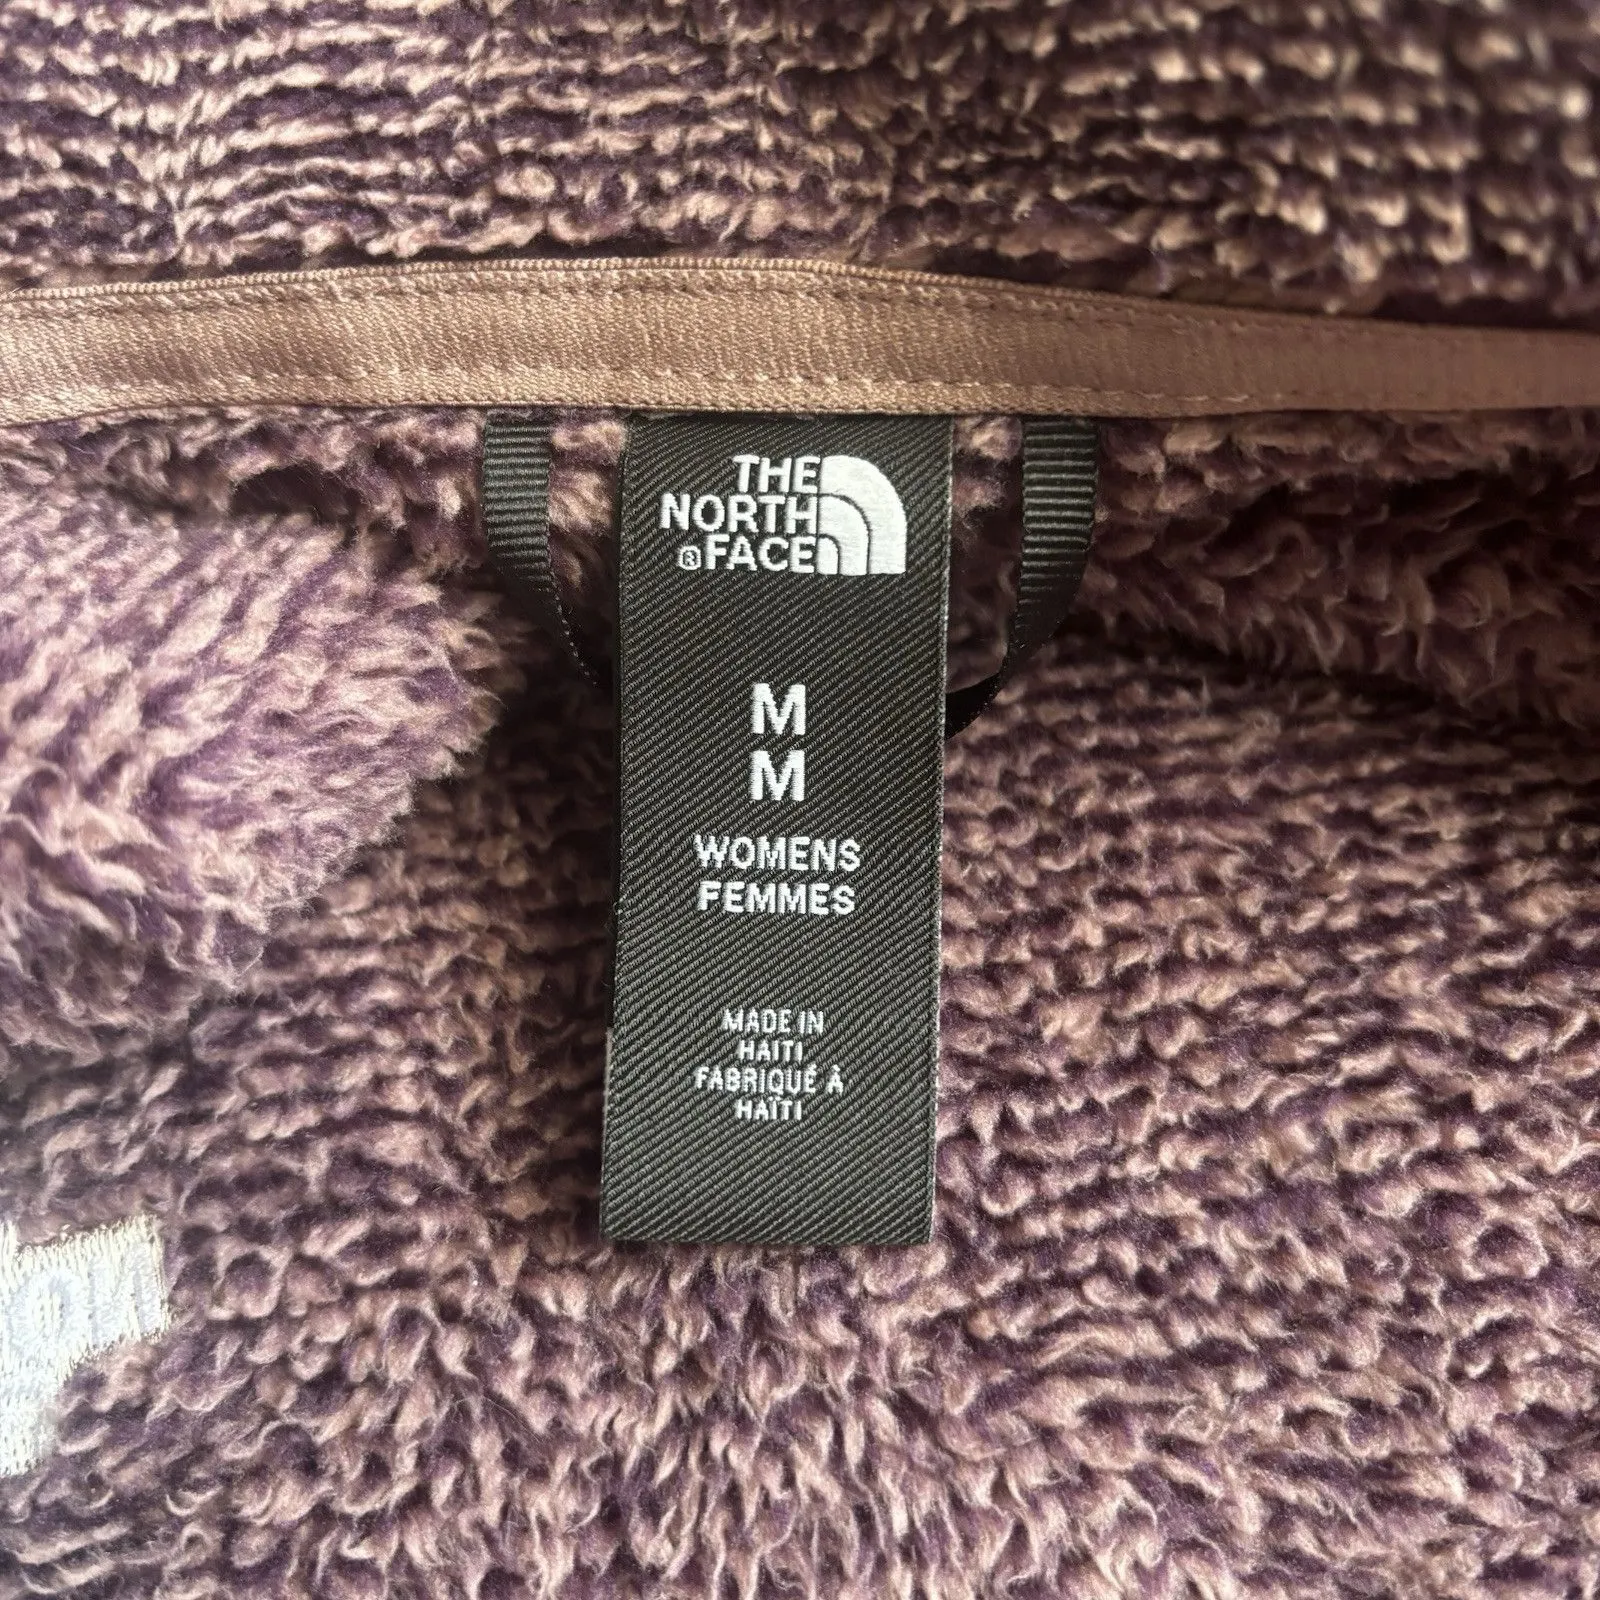 THE
NORTH
®FACE
M
M
WOMENS
FEMMES
MADE IN
HAITI
FABRIQUÉ À
HAÏTI